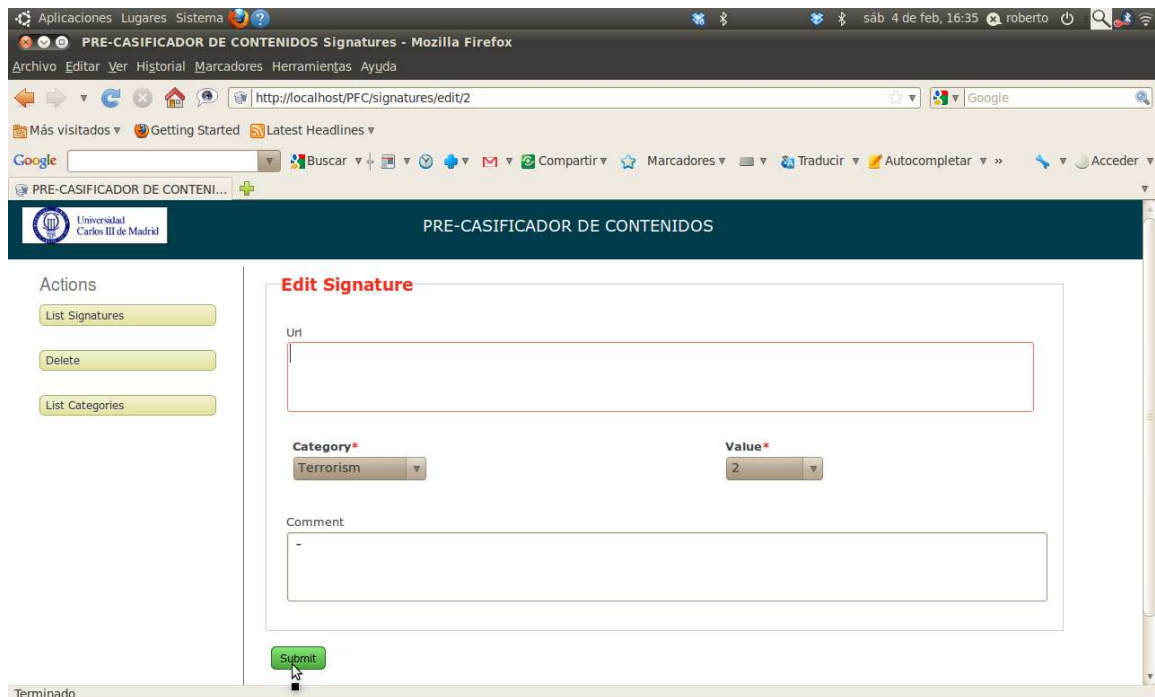 Aplicaciones Lugares Sistema sáb 4 de feb, 16:35 roberto
PRE-CASIFICADOR DE CONTENIDOS Signatures - Mozilla Firefox
Archivo Editar Ver Historial Marcadores Herramientas Ayuda
http://localhost/PFC/signatures/edit/2 Google
Más visitados Getting Started Latest Headlines
Google Buscar Compartir Marcadores Traducir Autocompletar » Acceder
PRE-CASIFICADOR DE CONTENI...
Universidad
Carlos III de Madrid
PRE-CASIFICADOR DE CONTENIDOS
Actions
List Signatures
Delete
List Categories
Edit Signature
Url
Category* Value*
Terrorism 2
Comment
-
Submit
Terminado